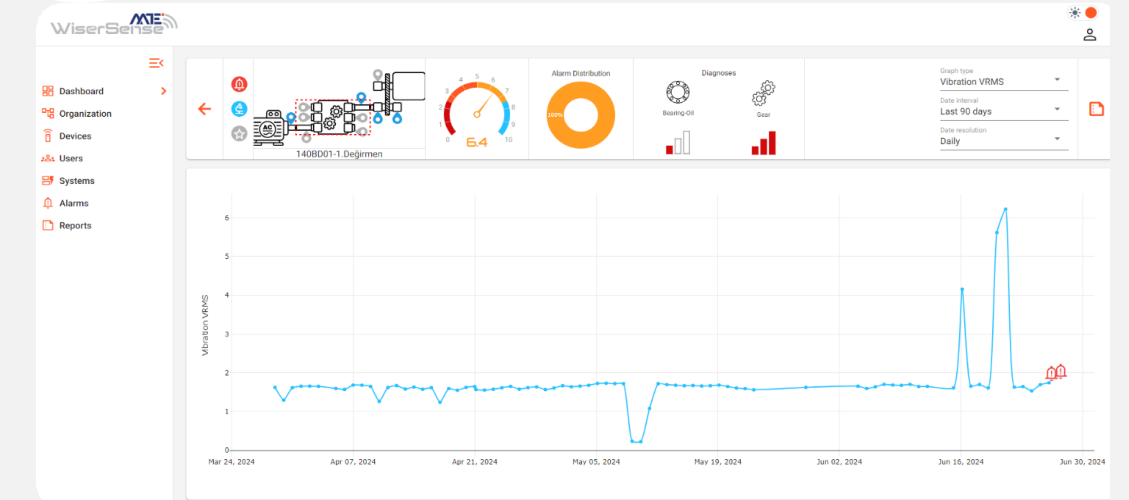 WiserSense
MTE
Dashboard
Organization
Devices
Users
Systems
Alarms
Reports
AC
140BD01-1.Değirmen
0
1
2
3
4
5
6
7
8
9
10
6.4
Alarm Distribution
100%
Diagnoses
Bearing-Oil
Gear
Graph type
Vibration VRMS
Date interval
Last 90 days
Date resolution
Daily
Vibration VRMS
6
5
4
3
2
1
0
Mar 24, 2024
Apr 07, 2024
Apr 21, 2024
May 05, 2024
May 19, 2024
Jun 02, 2024
Jun 16, 2024
Jun 30, 2024